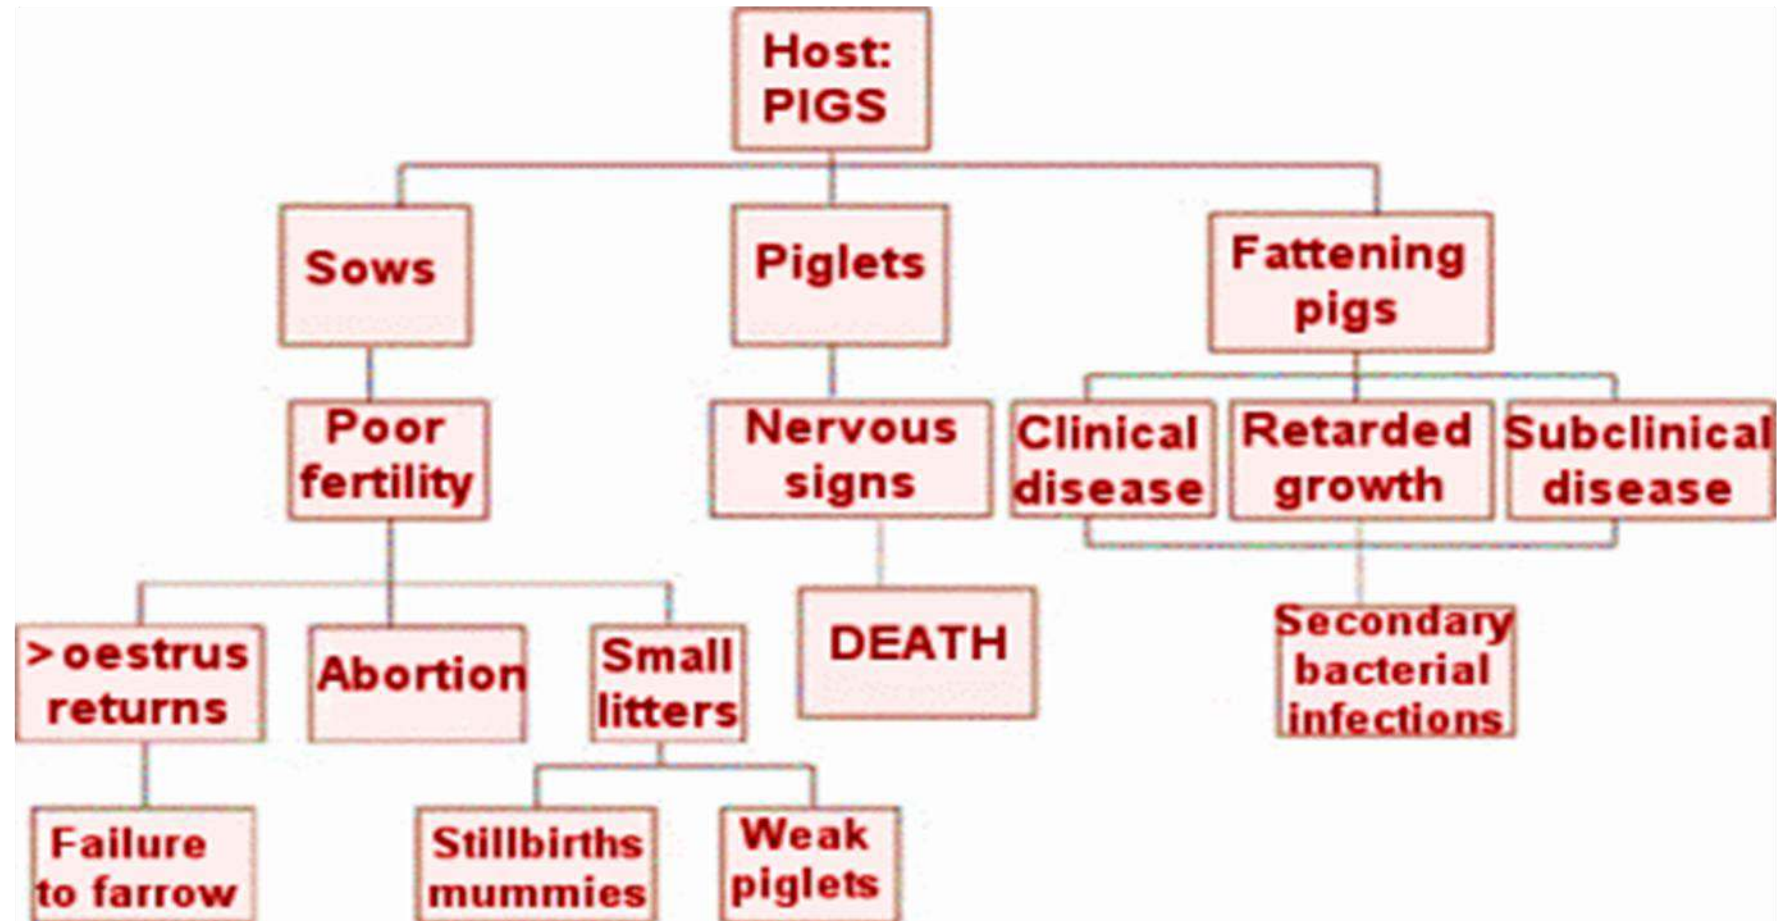 Host:
PIGS
Sows
Piglets
Fattening
pigs
Poor
fertility
Nervous
signs
Clinical
disease
Retarded
growth
Subclinical
disease
>oestrus
returns
Abortion
Small
litters
DEATH
Secondary
bacterial
infections
Failure
to farrow
Stillbirths
mummies
Weak
piglets